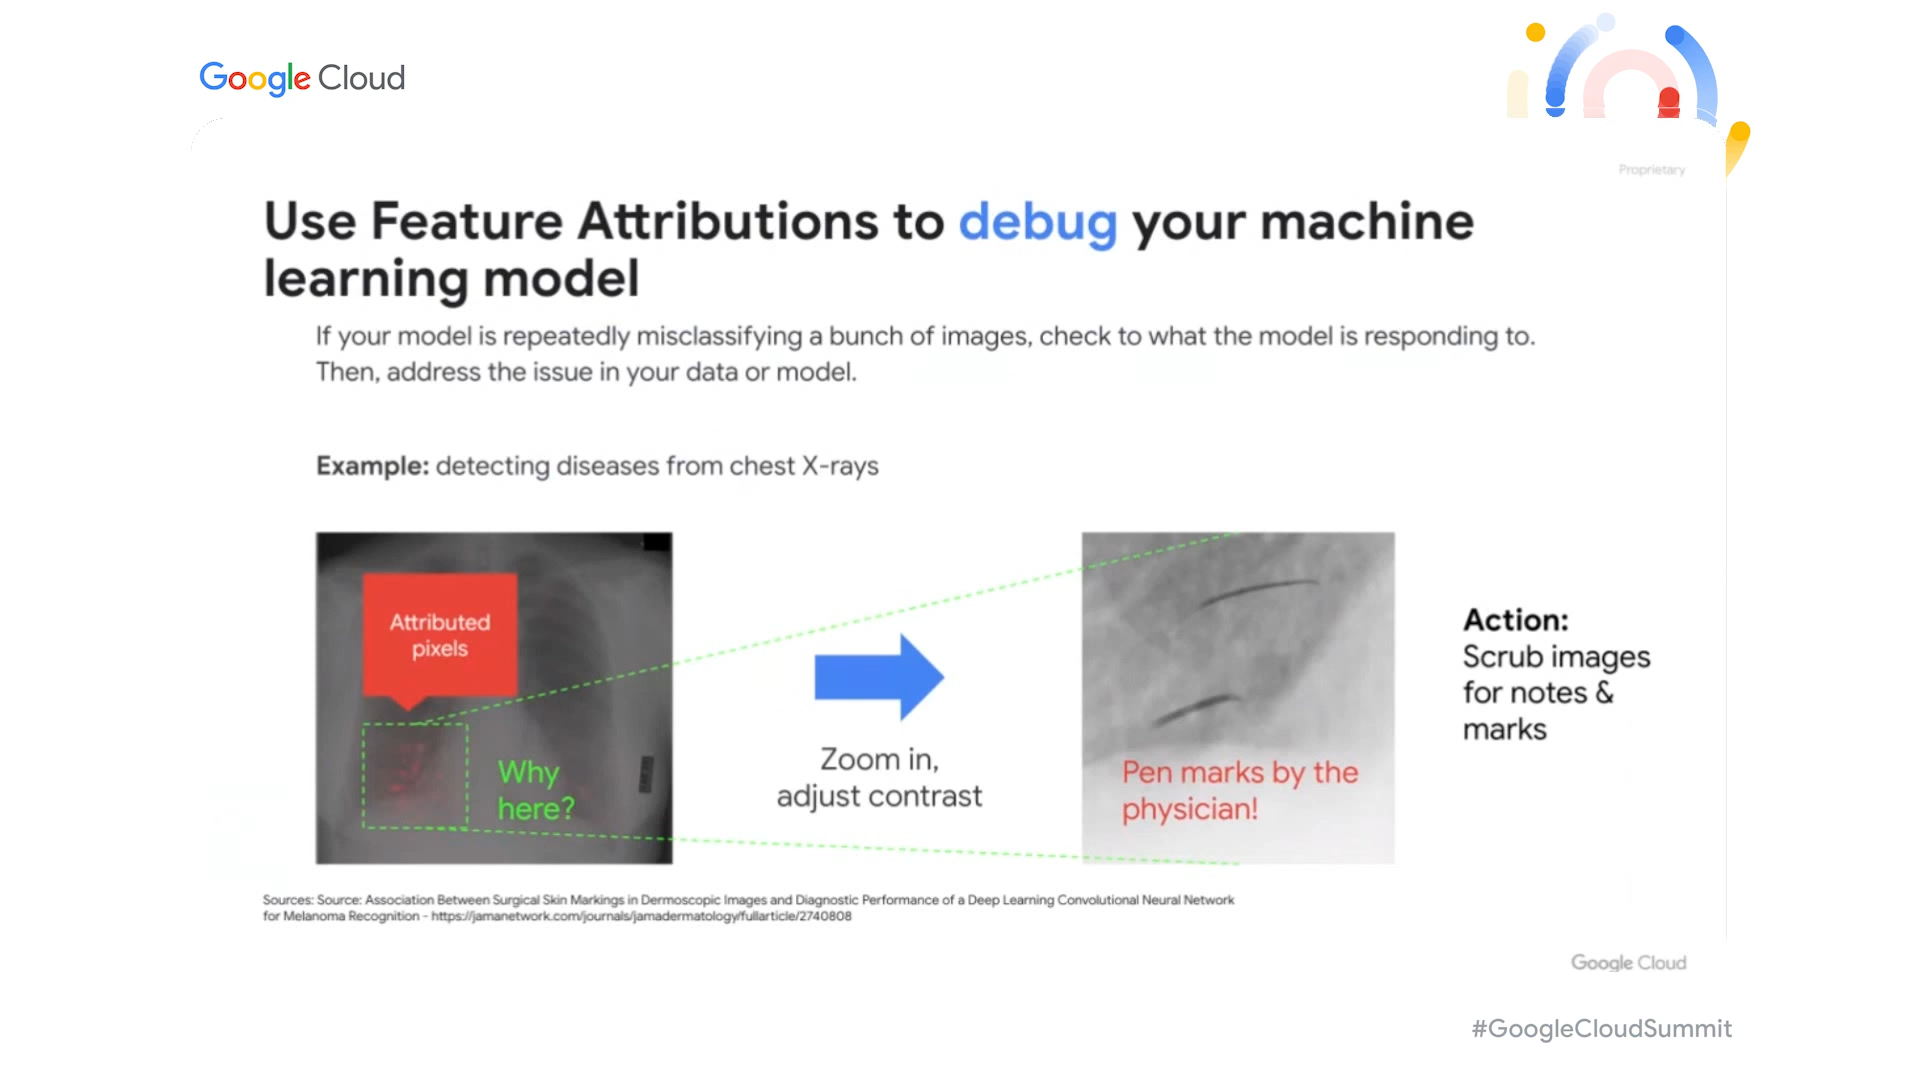 Google Cloud
Proprietary
Use Feature Attributions to debug your machine
learning model
If your model is repeatedly misclassifying a bunch of images, check to what the model is responding to.
Then, address the issue in your data or model.
Example: detecting diseases from chest X-rays
Attributed
pixels
Why
here?
Zoom in,
adjust contrast
Pen marks by the
physician!
Action:
Scrub images
for notes &
marks
Sources: Source: Association Between Surgical Skin Markings in Dermoscopic Images and Diagnostic Performance of a Deep Learning Convolutional Neural Network
for Melanoma Recognition - https://jamanetwork.com/journals/jamadermatology/fullarticle/2740808
Google Cloud
#GoogleCloudSummit